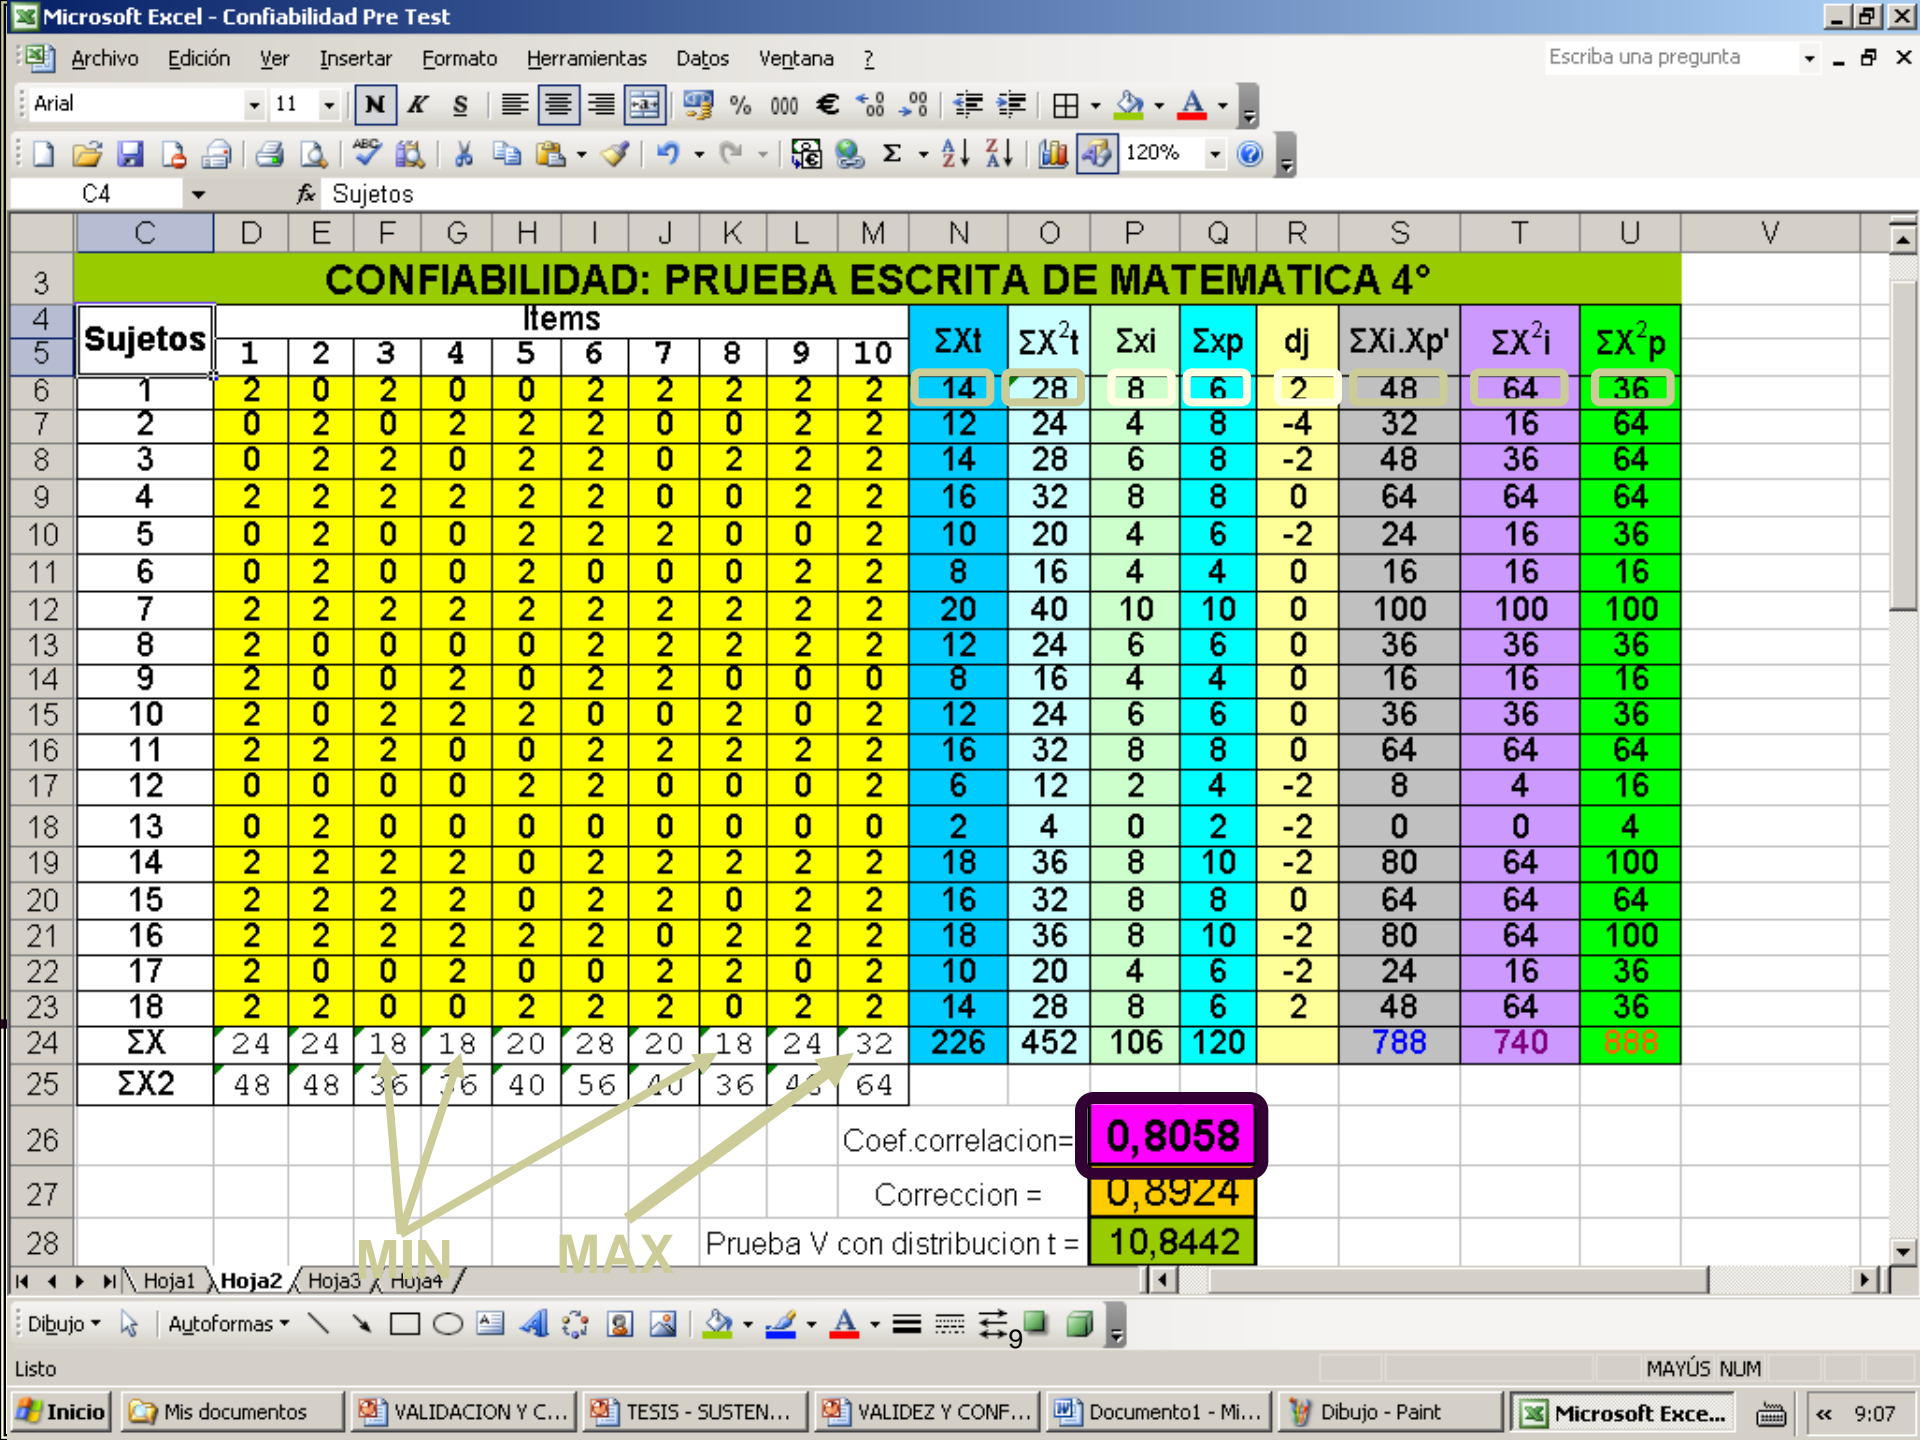 Microsoft Excel - Confiabilidad Pre Test
Archivo Edición Ver Insertar Formato Herramientas Datos Ventana ? Escriba una pregunta
Arial 11 N K S % 000 €
120%
C4 fx Sujetos
C D E F G H I J K L M N O P Q R S T U V
3 CONFIABILIDAD: PRUEBA ESCRITA DE MATEMATICA 4°
4 Sujetos Items ΣXt ΣX²t Σxi Σxp dj ΣXi.Xp' ΣX²i ΣX²p
5 1 2 3 4 5 6 7 8 9 10
6 1 2 0 2 0 0 2 2 2 2 2 14 28 8 6 2 48 64 36
7 2 0 2 0 2 2 2 0 0 2 2 12 24 4 8 -4 32 16 64
8 3 0 2 2 0 2 2 0 2 2 2 14 28 6 8 -2 48 36 64
9 4 2 2 2 2 2 2 0 0 2 2 16 32 8 8 0 64 64 64
10 5 0 2 0 2 2 2 0 0 0 2 10 20 4 6 -2 24 16 36
11 6 0 2 0 0 2 0 0 0 2 2 8 16 4 4 0 16 16 16
12 7 2 2 2 2 2 2 2 2 2 2 20 40 10 10 0 100 100 100
13 8 2 0 0 0 0 2 2 2 2 2 12 24 6 6 0 36 36 36
14 9 2 0 0 2 0 2 2 0 0 0 8 16 4 4 0 16 16 16
15 10 2 0 2 2 2 0 0 2 0 2 12 24 6 6 0 36 36 36
16 11 2 2 2 0 0 2 2 2 2 2 16 32 8 8 0 64 64 64
17 12 0 0 0 0 2 2 0 0 0 2 6 12 2 4 -2 8 4 16
18 13 0 2 0 0 0 0 0 0 0 0 2 4 0 2 -2 0 0 4
19 14 2 2 2 2 0 2 2 2 2 2 18 36 8 10 -2 80 64 100
20 15 2 2 2 2 0 2 2 0 2 2 16 32 8 8 0 64 64 64
21 16 2 2 2 2 2 2 0 2 2 2 18 36 8 10 -2 80 64 100
22 17 2 0 0 2 0 0 2 2 0 2 10 20 4 6 -2 24 16 36
23 18 2 2 0 0 2 2 2 0 2 2 14 28 8 6 2 48 64 36
24 ΣX 24 24 18 18 20 28 20 18 24 32 226 452 106 120 788 740 888
25 ΣX2 48 48 36 36 40 56 40 36 48 64
26 Coef.correlacion= 0,8058
27 Correccion = 0,8924
28 MIN MAX Prueba V con distribucion t = 10,8442
Hoja1 Hoja2 Hoja3 Hoja4
Dibujo Autoformas 9
Listo MAYÚS NUM
Inicio Mis documentos VALIDACION Y C... TESIS - SUSTEN... VALIDEZ Y CONF... Documento1 - Mi... Dibujo - Paint Microsoft Exce... « 9:07